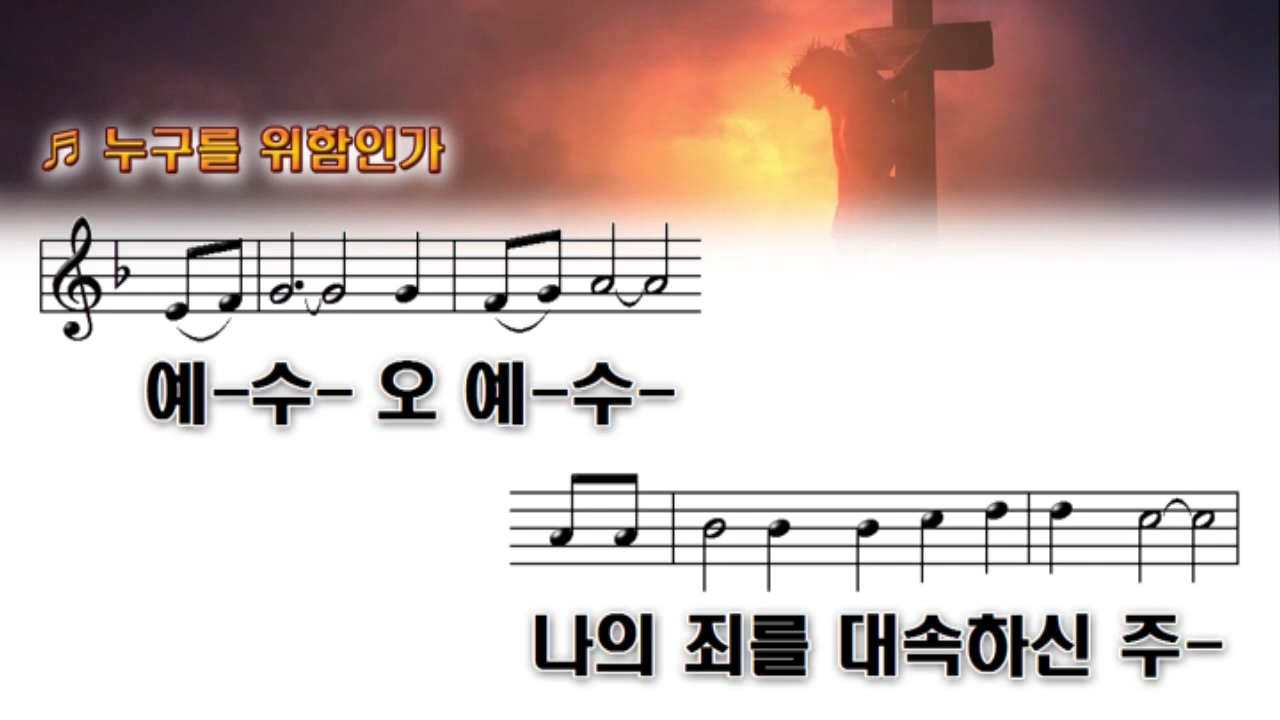 ♬ 누구를 위함인가
예-수- 오 예-수-
나의 죄를 대속하신 주-